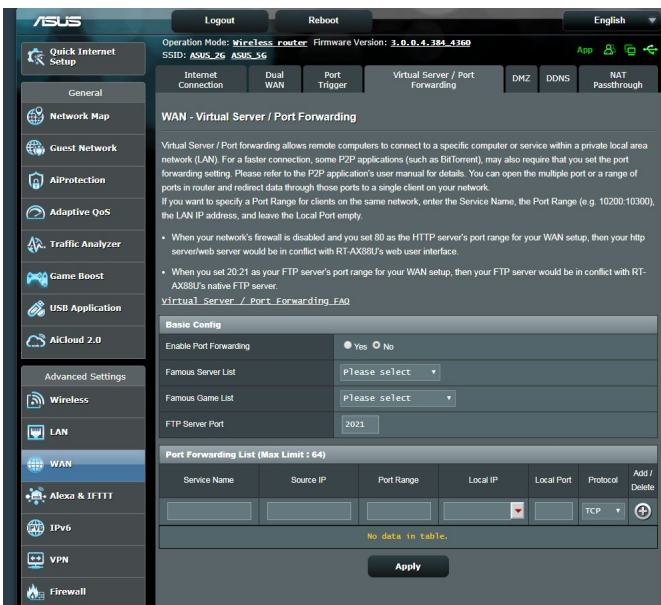 ASUS
Logout
Reboot
English
Quick Internet
Setup
Operation Mode: Wireless router Firmware Version: 3.0.0.4.384_4360
SSID: ASUS_2G ASUS_5G
App
General
Network Map
Guest Network
AiProtection
Adaptive QoS
Traffic Analyzer
Game Boost
USB Application
AiCloud 2.0
Advanced Settings
Wireless
LAN
WAN
Alexa & IFTTT
IPv6
VPN
Firewall
Internet
Connection
Dual
WAN
Port
Trigger
Virtual Server / Port
Forwarding
DMZ
DDNS
NAT
Passthrough
WAN - Virtual Server / Port Forwarding
Virtual Server / Port forwarding allows remote computers to connect to a specific computer or service within a private local area
network (LAN). For a faster connection, some P2P applications (such as BitTorrent), may also require that you set the port
forwarding setting. Please refer to the P2P application's user manual for details. You can open the multiple port or a range of
ports in router and redirect data through those ports to a single client on your network.
If you want to specify a Port Range for clients on the same network, enter the Service Name, the Port Range (e.g. 10200:10300),
the LAN IP address, and leave the Local Port empty.
• When your network's firewall is disabled and you set 80 as the HTTP server's port range for your WAN setup, then your http
server/web server would be in conflict with RT-AX88U's web user interface.
• When you set 20:21 as your FTP server's port range for your WAN setup, then your FTP server would be in conflict with RT-
AX88U's native FTP server.
Virtual Server / Port Forwarding FAQ
Basic Config
Enable Port Forwarding Yes No
Famous Server List Please select
Famous Game List Please select
FTP Server Port 2021
Port Forwarding List (Max Limit : 64)
Service Name Source IP Port Range Local IP Local Port Protocol Add /
Delete
TCP
No data in table.
Apply